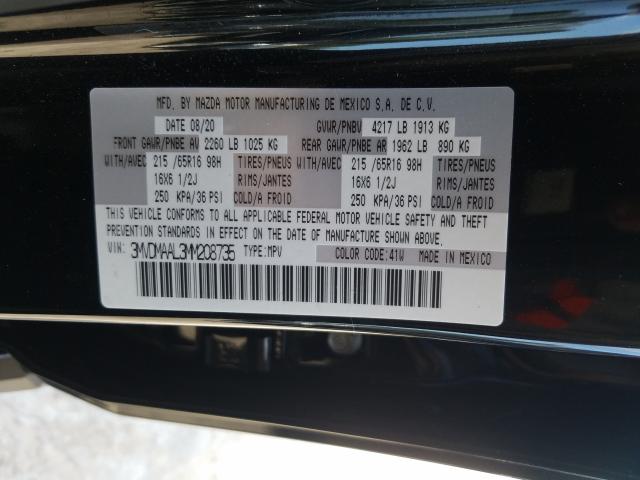 MFD. BY MAZDA MOTOR MANUFACTURING DE MEXICO S.A. DE C.V.
DATE 08/20 GVWR/PNBV 4217 LB 1913 KG
FRONT GAWR/PNBE AV 2260 LB 1025 KG REAR GAWR/PNBE AR 1962 LB 890 KG
WITH/AVEC 215 /65R16 98H TIRES/PNEUS WITH/AVEC 215 /65R16 98H TIRES/PNEUS
16X6 1/2J RIMS/JANTES 16X6 1/2J RIMS/JANTES
250 KPA/36 PSI COLD/A FROID 250 KPA/36 PSI COLD/A FROID
THIS VEHICLE CONFORMS TO ALL APPLICABLE FEDERAL MOTOR VEHICLE SAFETY AND THEFT
PREVENTION STANDARDS IN EFFECT ON THE DATE OF MANUFACTURE SHOWN ABOVE.
VIN: 3MVDMAAL3MM208735 TYPE:MPV COLOR CODE:41W MADE IN MEXICO